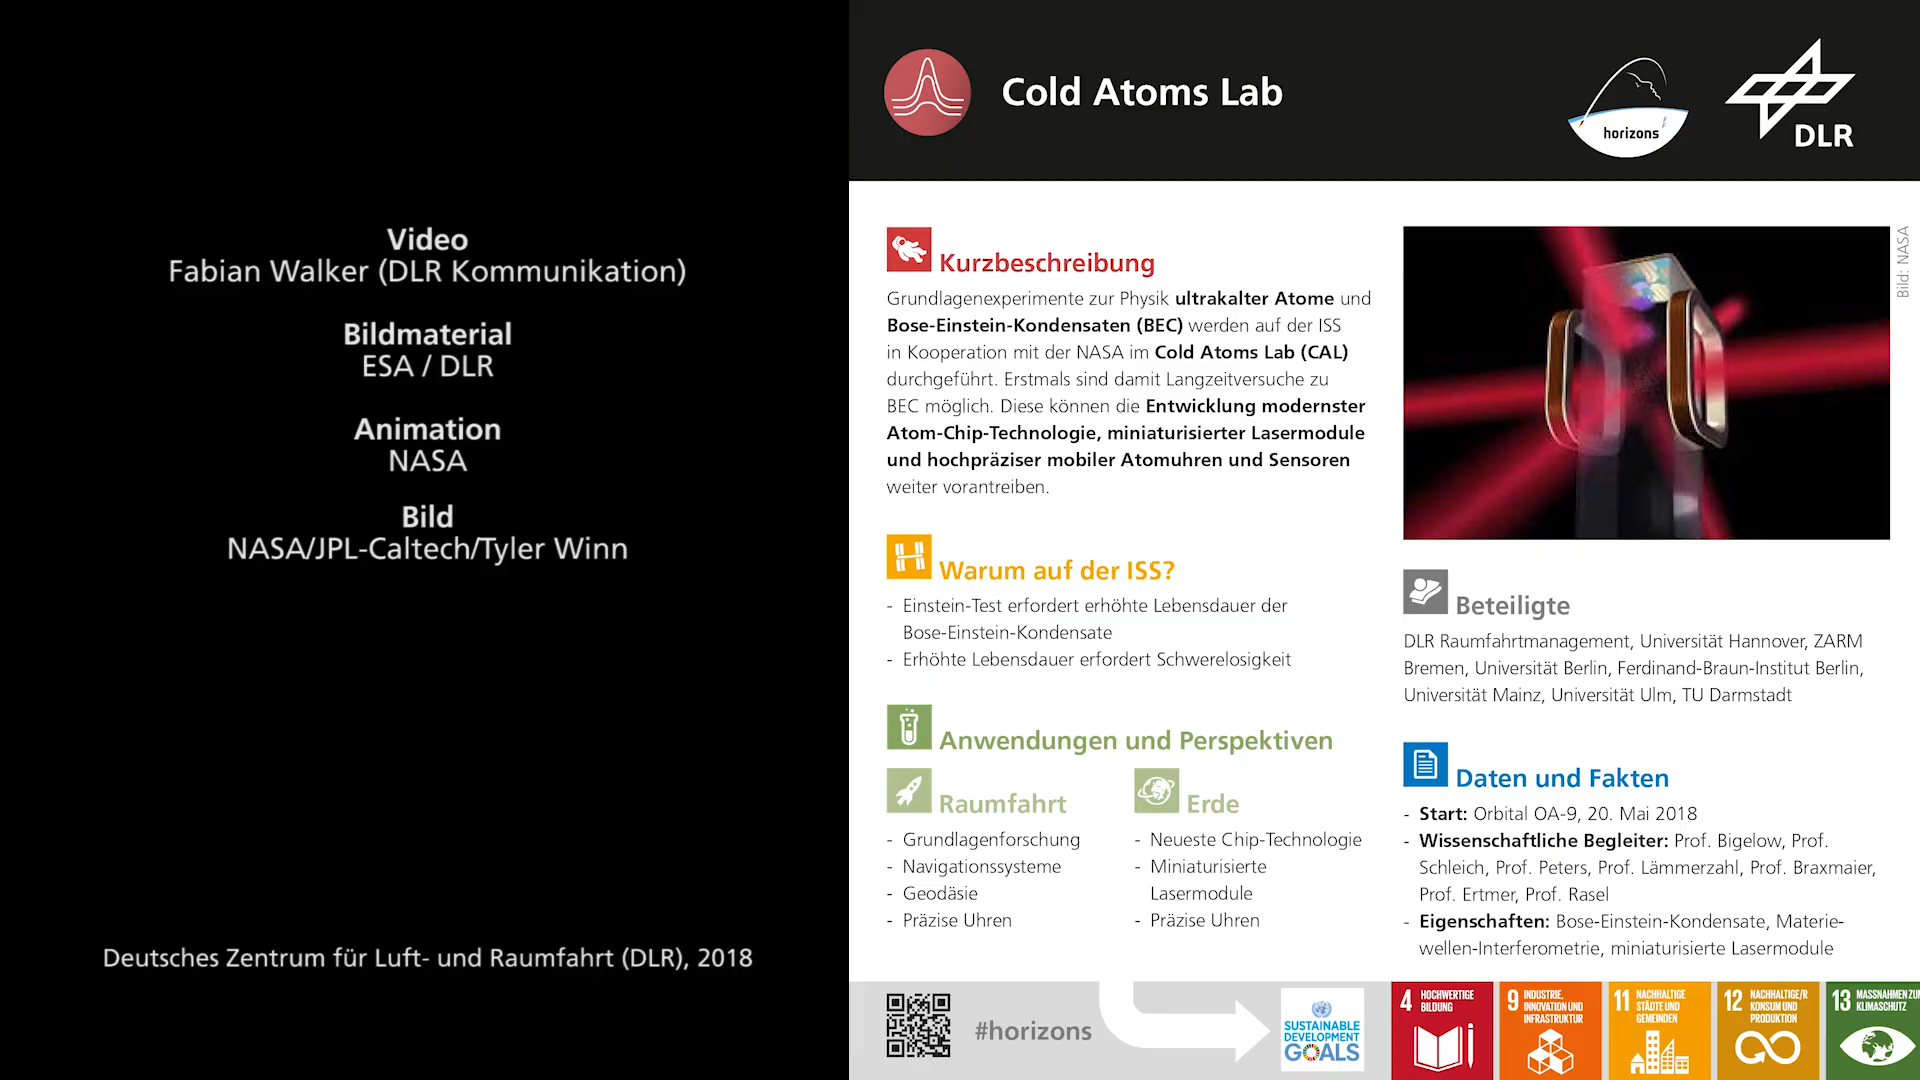 Video
Fabian Walker (DLR Kommunikation)
Bildmaterial
ESA / DLR
Animation
NASA
Bild
NASA/JPL-Caltech/Tyler Winn
Deutsches Zentrum für Luft- und Raumfahrt (DLR), 2018
Cold Atoms Lab
horizons
DLR
Kurzbeschreibung
Grundlagenexperimente zur Physik ultrakalter Atome und
Bose-Einstein-Kondensaten (BEC) werden auf der ISS
in Kooperation mit der NASA im Cold Atoms Lab (CAL)
durchgeführt. Erstmals sind damit Langzeitversuche zu
BEC möglich. Diese können die Entwicklung modernster
Atom-Chip-Technologie, miniaturisierter Lasermodule
und hochpräziser mobiler Atomuhren und Sensoren
weiter vorantreiben.
Warum auf der ISS?
- Einstein-Test erfordert erhöhte Lebensdauer der
Bose-Einstein-Kondensate
- Erhöhte Lebensdauer erfordert Schwerelosigkeit
Anwendungen und Perspektiven
Raumfahrt
- Grundlagenforschung
- Navigationssysteme
- Geodäsie
- Präzise Uhren
Erde
- Neueste Chip-Technologie
- Miniaturisierte
Lasermodule
- Präzise Uhren
Bild: NASA
Beteiligte
DLR Raumfahrtmanagement, Universität Hannover, ZARM
Bremen, Universität Berlin, Ferdinand-Braun-Institut Berlin,
Universität Mainz, Universität Ulm, TU Darmstadt
Daten und Fakten
- Start: Orbital OA-9, 20. Mai 2018
- Wissenschaftliche Begleiter: Prof. Bigelow, Prof.
Schleich, Prof. Peters, Prof. Lämmerzahl, Prof. Braxmaier,
Prof. Ertmer, Prof. Rasel
- Eigenschaften: Bose-Einstein-Kondensate, Materie-
wellen-Interferometrie, miniaturisierte Lasermodule
#horizons
SUSTAINABLE
DEVELOPMENT
GOALS
4 HOCHWERTIGE
BILDUNG
9 INDUSTRIE,
INNOVATION UND
INFRASTRUKTUR
11 NACHHALTIGE
STÄDTE UND
GEMEINDEN
12 NACHHALTIGE/R
KONSUM UND
PRODUKTION
13 MASSNAHMEN ZUM
KLIMASCHUTZ